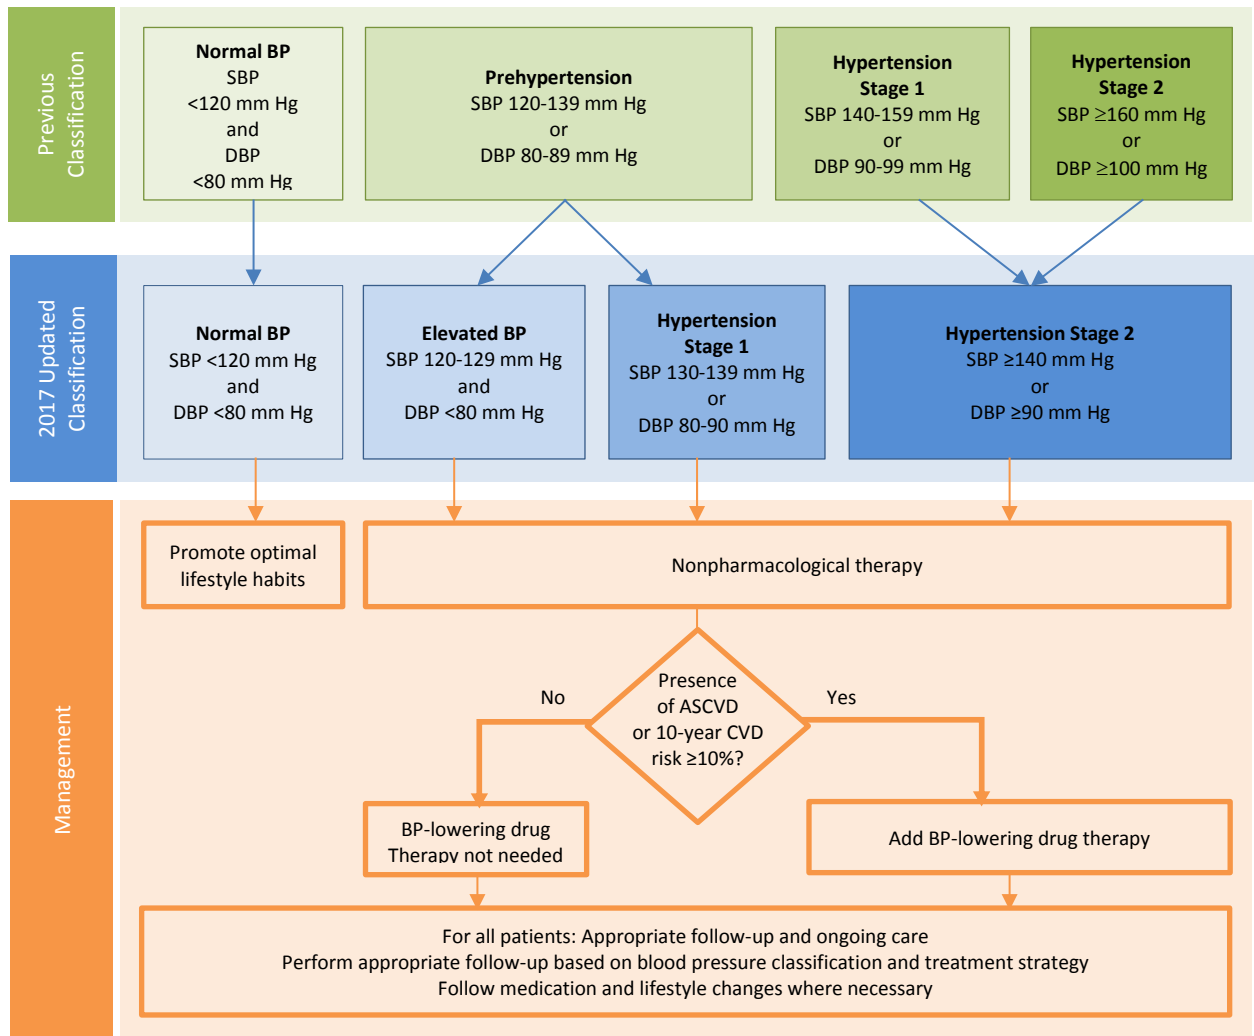 Previous
Classification
Normal BP
SBP
<120 mm Hg
and
DBP
<80 mm Hg
Prehypertension
SBP 120-139 mm Hg
or
DBP 80-89 mm Hg
Hypertension
Stage 1
SBP 140-159 mm Hg
or
DBP 90-99 mm Hg
Hypertension
Stage 2
SBP ≥160 mm Hg
or
DBP ≥100 mm Hg
2017 Updated
Classification
Normal BP
SBP <120 mm Hg
and
DBP <80 mm Hg
Elevated BP
SBP 120-129 mm Hg
and
DBP <80 mm Hg
Hypertension
Stage 1
SBP 130-139 mm Hg
or
DBP 80-90 mm Hg
Hypertension Stage 2
SBP ≥140 mm Hg
or
DBP ≥90 mm Hg
Management
Promote optimal
lifestyle habits
Nonpharmacological therapy
Presence
of ASCVD
or 10-year CVD
risk ≥10%?
No
Yes
BP-lowering drug
Therapy not needed
Add BP-lowering drug therapy
For all patients: Appropriate follow-up and ongoing care
Perform appropriate follow-up based on blood pressure classification and treatment strategy
Follow medication and lifestyle changes where necessary